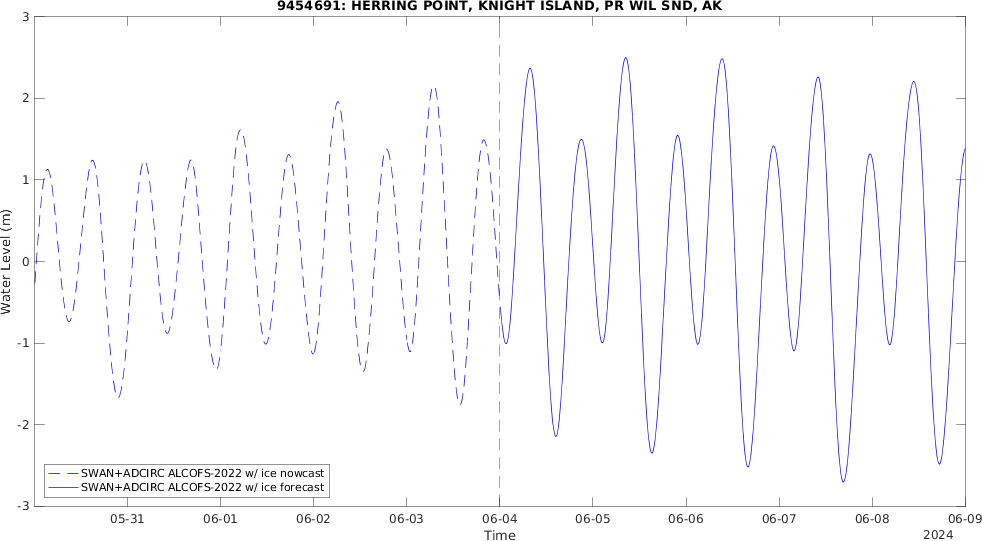 9454691: HERRING POINT, KNIGHT ISLAND, PR WIL SND, AK
Water Level (m)
3
2
1
0
-1
-2
-3
SWAN+ADCIRC ALCOFS-2022 w/ ice nowcast
SWAN+ADCIRC ALCOFS-2022 w/ ice forecast
05-31 06-01 06-02 06-03 06-04 06-05 06-06 06-07 06-08 06-09
Time
2024